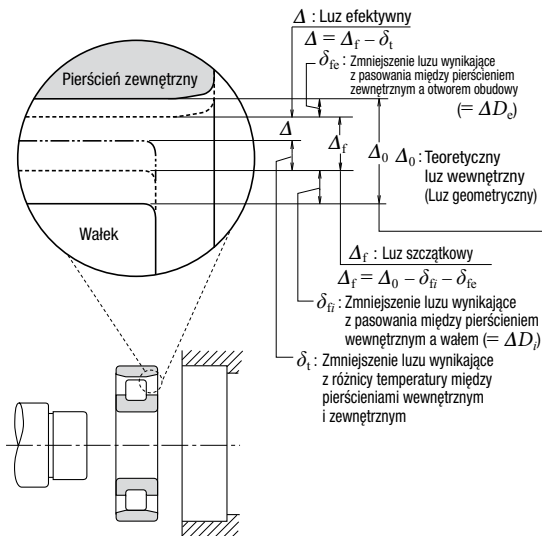 Δ : Luz efektywny
Δ = Δf − δt
δfe : Zmniejszenie luzu wynikające
z pasowania między pierścieniem
zewnętrznym a otworem obudowy
(= ΔDe)
Pierścień zewnętrzny
Δ
Δf
Δ0
Δ0 : Teoretyczny
luz wewnętrzny
(Luz geometryczny)
Wałek
Δf : Luz szczątkowy
Δf = Δ0 − δfi − δfe
δfi : Zmniejszenie luzu wynikające
z pasowania między pierścieniem
wewnętrznym a wałem (= ΔDi)
δt : Zmniejszenie luzu wynikające
z różnicy temperatury między
pierścieniami wewnętrznym
i zewnętrznym